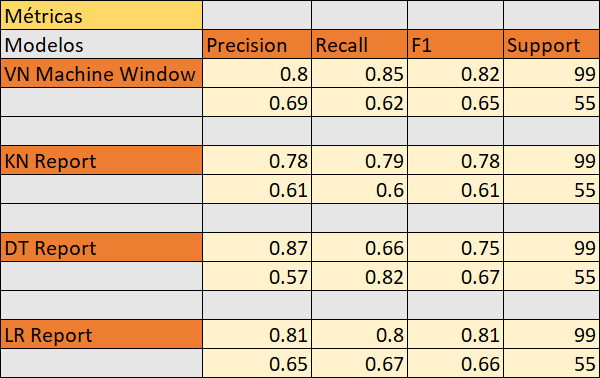 Métricas
Modelos Precision Recall F1 Support
VN Machine Window 0.8 0.85 0.82 99
0.69 0.62 0.65 55
KN Report 0.78 0.79 0.78 99
0.61 0.6 0.61 55
DT Report 0.87 0.66 0.75 99
0.57 0.82 0.67 55
LR Report 0.81 0.8 0.81 99
0.65 0.67 0.66 55